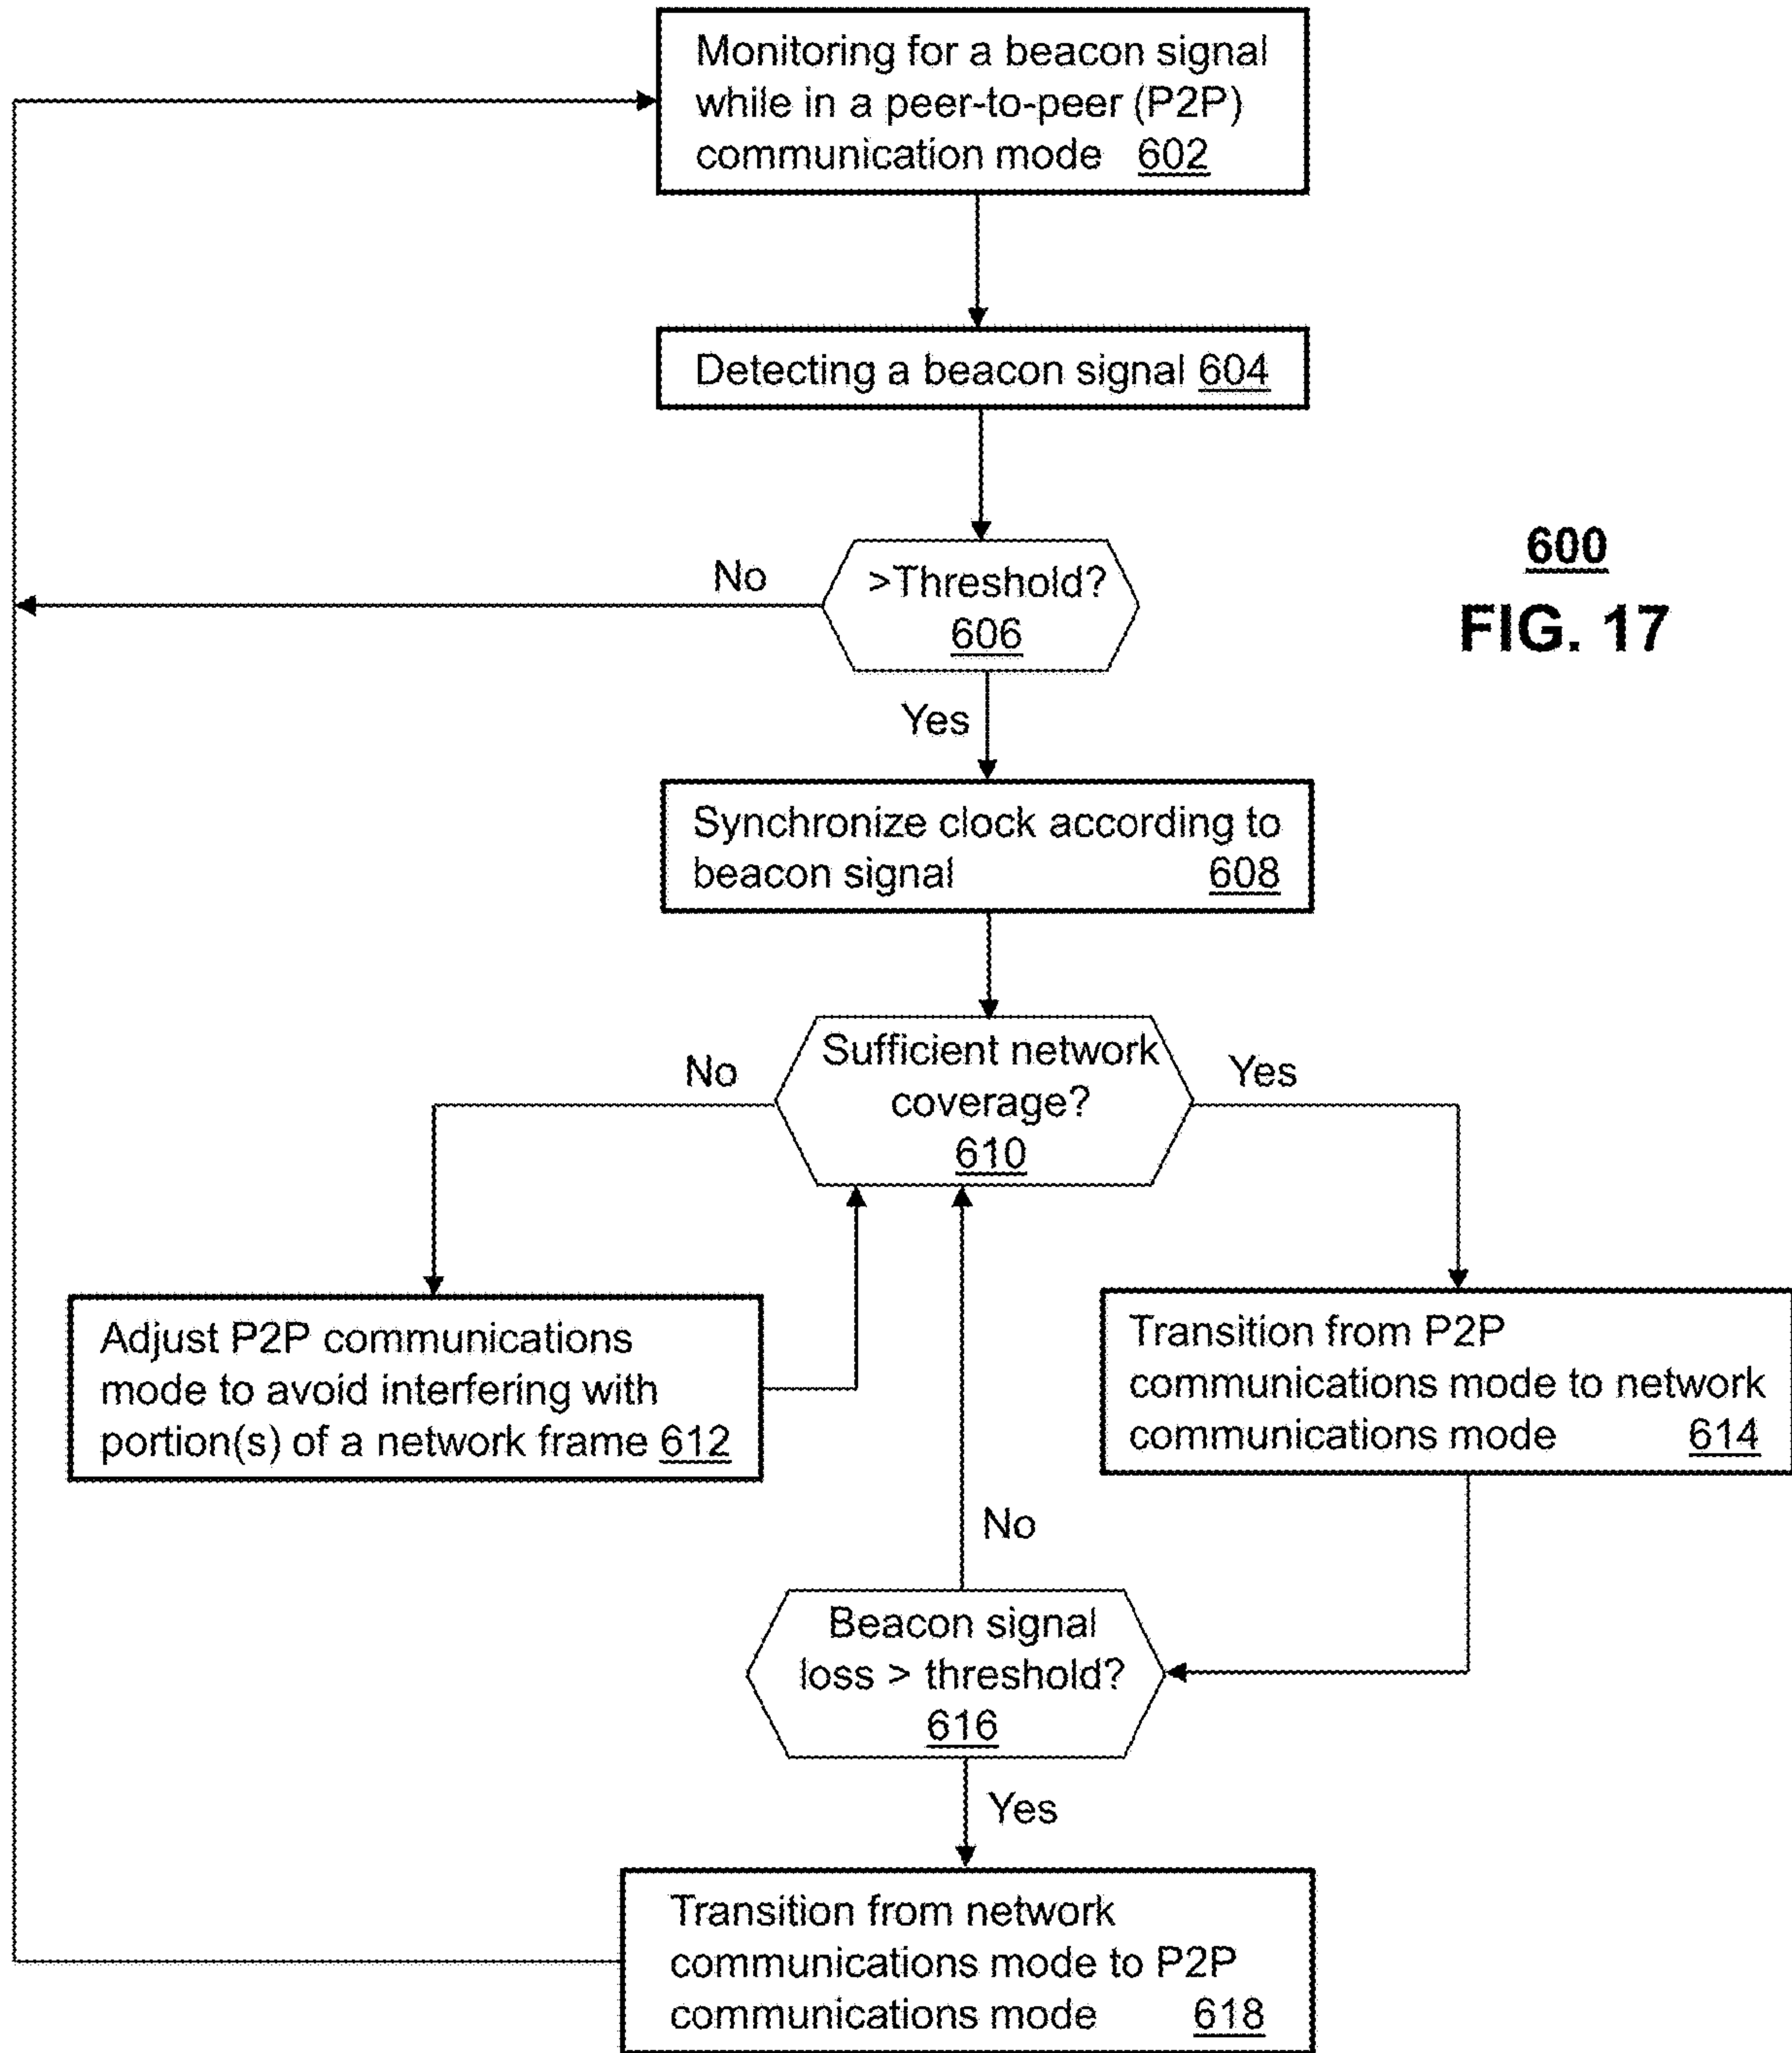 Monitoring for a beacon signal
while in a peer-to-peer (P2P)
communication mode 602
Detecting a beacon signal 604
>Threshold?
606
No
Yes
600
FIG. 17
Synchronize clock according to
beacon signal 608
Sufficient network
coverage?
610
No
Yes
Adjust P2P communications
mode to avoid interfering with
portion(s) of a network frame 612
Transition from P2P
communications mode to network
communications mode 614
No
Beacon signal
loss > threshold?
616
Yes
Transition from network
communications mode to P2P
communications mode 618